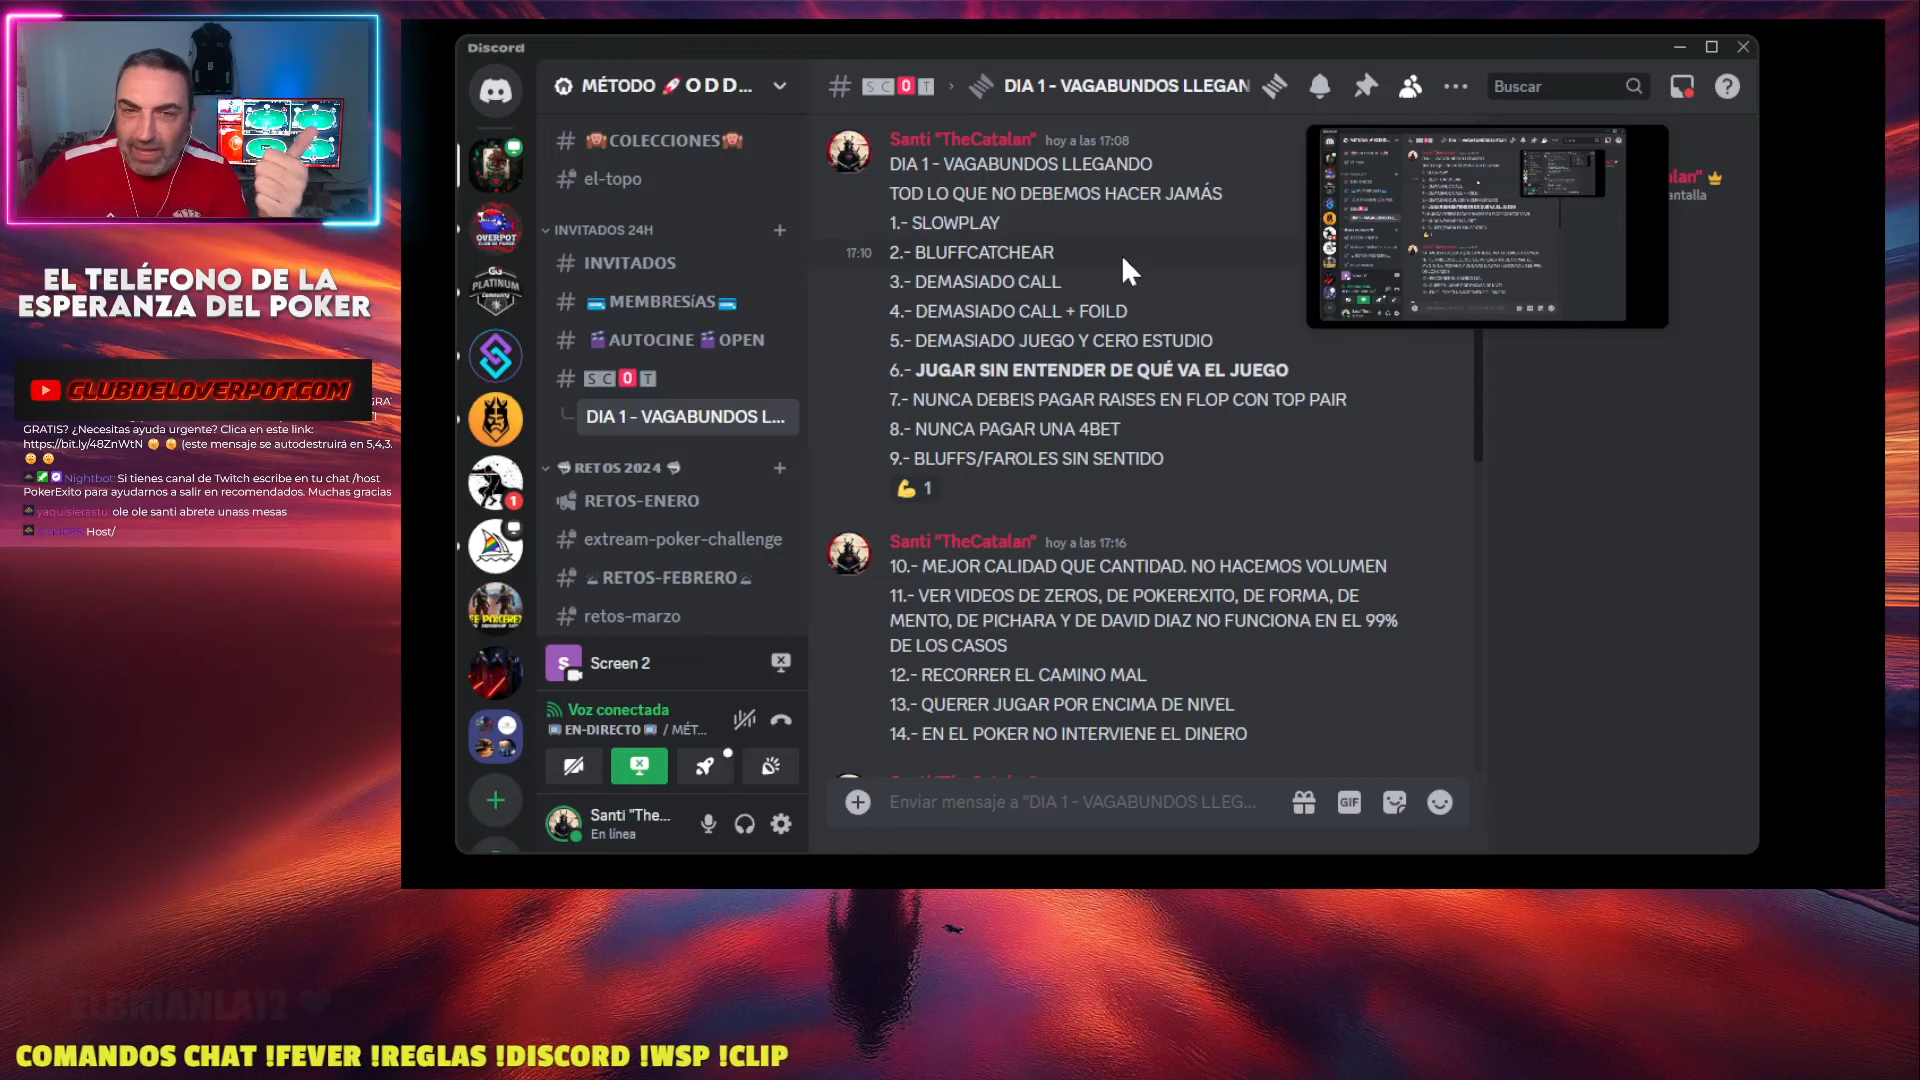 EL TELÉFONO DE LA
ESPERANZA DEL POKER
CLUBDELOVERPOT.COM
GRATIS? ¿Necesitas ayuda urgente? Clica en este link:
https://bit.ly/48ZnWtN (este mensaje se autodestruirá en 5,4,3.
Nightbot: Si tienes canal de Twitch escribe en tu chat /host
PokerExito para ayudarnos a salir en recomendados. Muchas gracias
yaquisierastu: ole ole santi abrete unass mesas
Host/
COMANDOS CHAT !FEVER !REGLAS !DISCORD !WSP !CLIP
Discord
OVERPOT
PLATINUM
1
MÉTODO ODD...
COLECCIONES
el-topo
INVITADOS 24H
INVITADOS
MEMBRESíAS
AUTOCINE OPEN
SCOT
DIA 1 - VAGABUNDOS L...
RETOS 2024
RETOS-ENERO
extream-poker-challenge
RETOS-FEBRERO
retos-marzo
S Screen 2
Voz conectada
EN-DIRECTO / MÉT...
Santi "The...
En línea
# SCOT › DIA 1 - VAGABUNDOS LLEGAN
Buscar
Santi "TheCatalan" hoy a las 17:08
DIA 1 - VAGABUNDOS LLEGANDO
TOD LO QUE NO DEBEMOS HACER JAMÁS
1.- SLOWPLAY
17:10 2.- BLUFFCATCHEAR
3.- DEMASIADO CALL
4.- DEMASIADO CALL + FOILD
5.- DEMASIADO JUEGO Y CERO ESTUDIO
6.- JUGAR SIN ENTENDER DE QUÉ VA EL JUEGO
7.- NUNCA DEBEIS PAGAR RAISES EN FLOP CON TOP PAIR
8.- NUNCA PAGAR UNA 4BET
9.- BLUFFS/FAROLES SIN SENTIDO
1
Santi "TheCatalan" hoy a las 17:16
10.- MEJOR CALIDAD QUE CANTIDAD. NO HACEMOS VOLUMEN
11.- VER VIDEOS DE ZEROS, DE POKEREXITO, DE FORMA, DE
MENTO, DE PICHARA Y DE DAVID DIAZ NO FUNCIONA EN EL 99%
DE LOS CASOS
12.- RECORRER EL CAMINO MAL
13.- QUERER JUGAR POR ENCIMA DE NIVEL
14.- EN EL POKER NO INTERVIENE EL DINERO
Enviar mensaje a "DIA 1 - VAGABUNDOS LLEG...
GIF